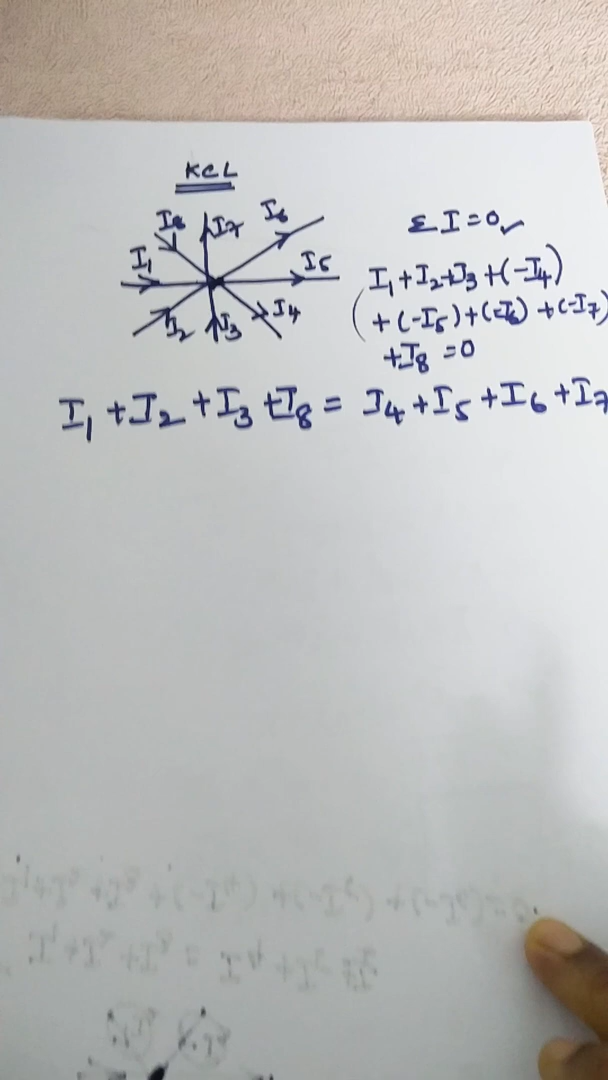 KCL
I8 I7 I6
I1 I5
I2 I3 I4
ΣI=0
I1+I2+I3+(-I4)
+(-I5)+(-I6)+(-I7)
+I8=0
I1+I2+I3+I8= I4+I5+I6+I7